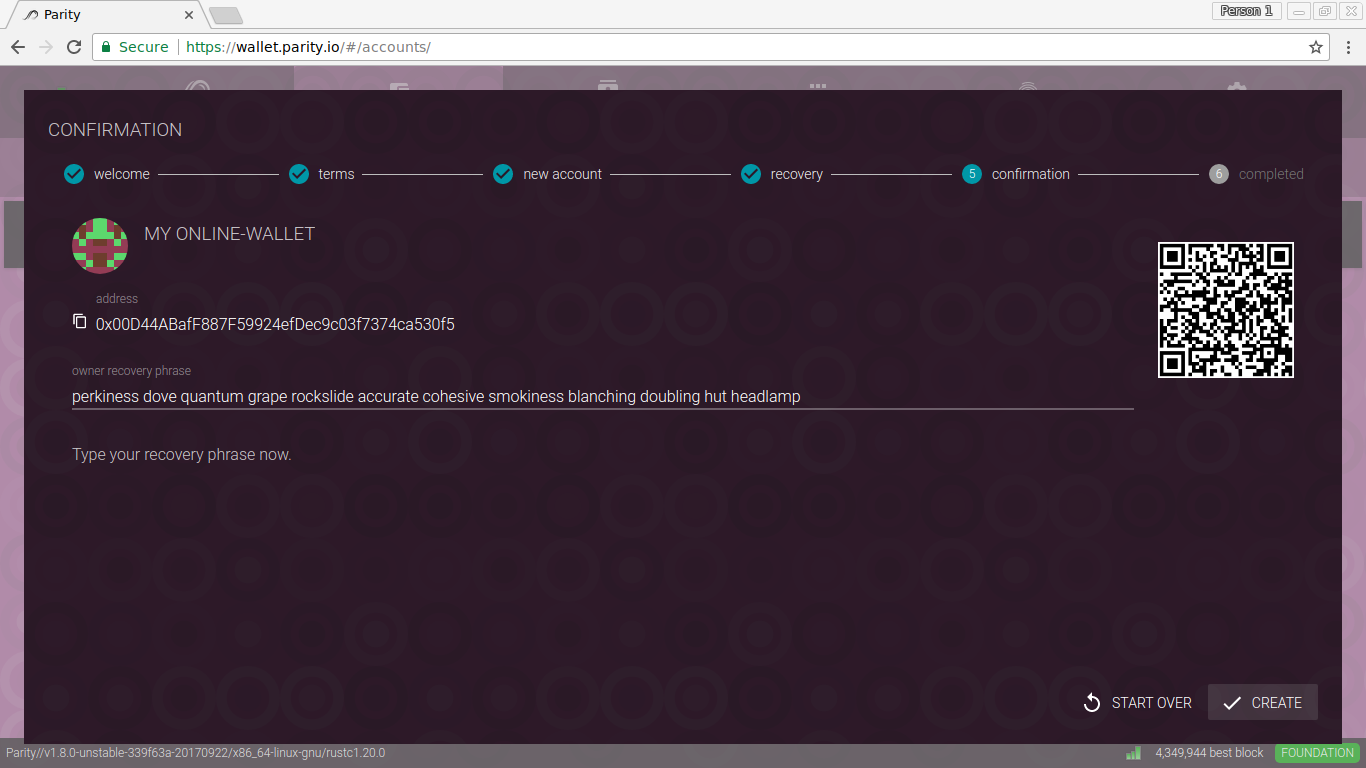 Parity
Person 1
Secure https://wallet.parity.io/#/accounts/
CONFIRMATION
welcome terms new account recovery 5 confirmation 6 completed
MY ONLINE-WALLET
address
0x00D44ABafF887F59924efDec9c03f7374ca530f5
owner recovery phrase
perkiness dove quantum grape rockslide accurate cohesive smokiness blanching doubling hut headlamp
Type your recovery phrase now.
START OVER CREATE
Parity//v1.8.0-unstable-339f63a-20170922/x86_64-linux-gnu/rustc1.20.0 4,349,944 best block FOUNDATION